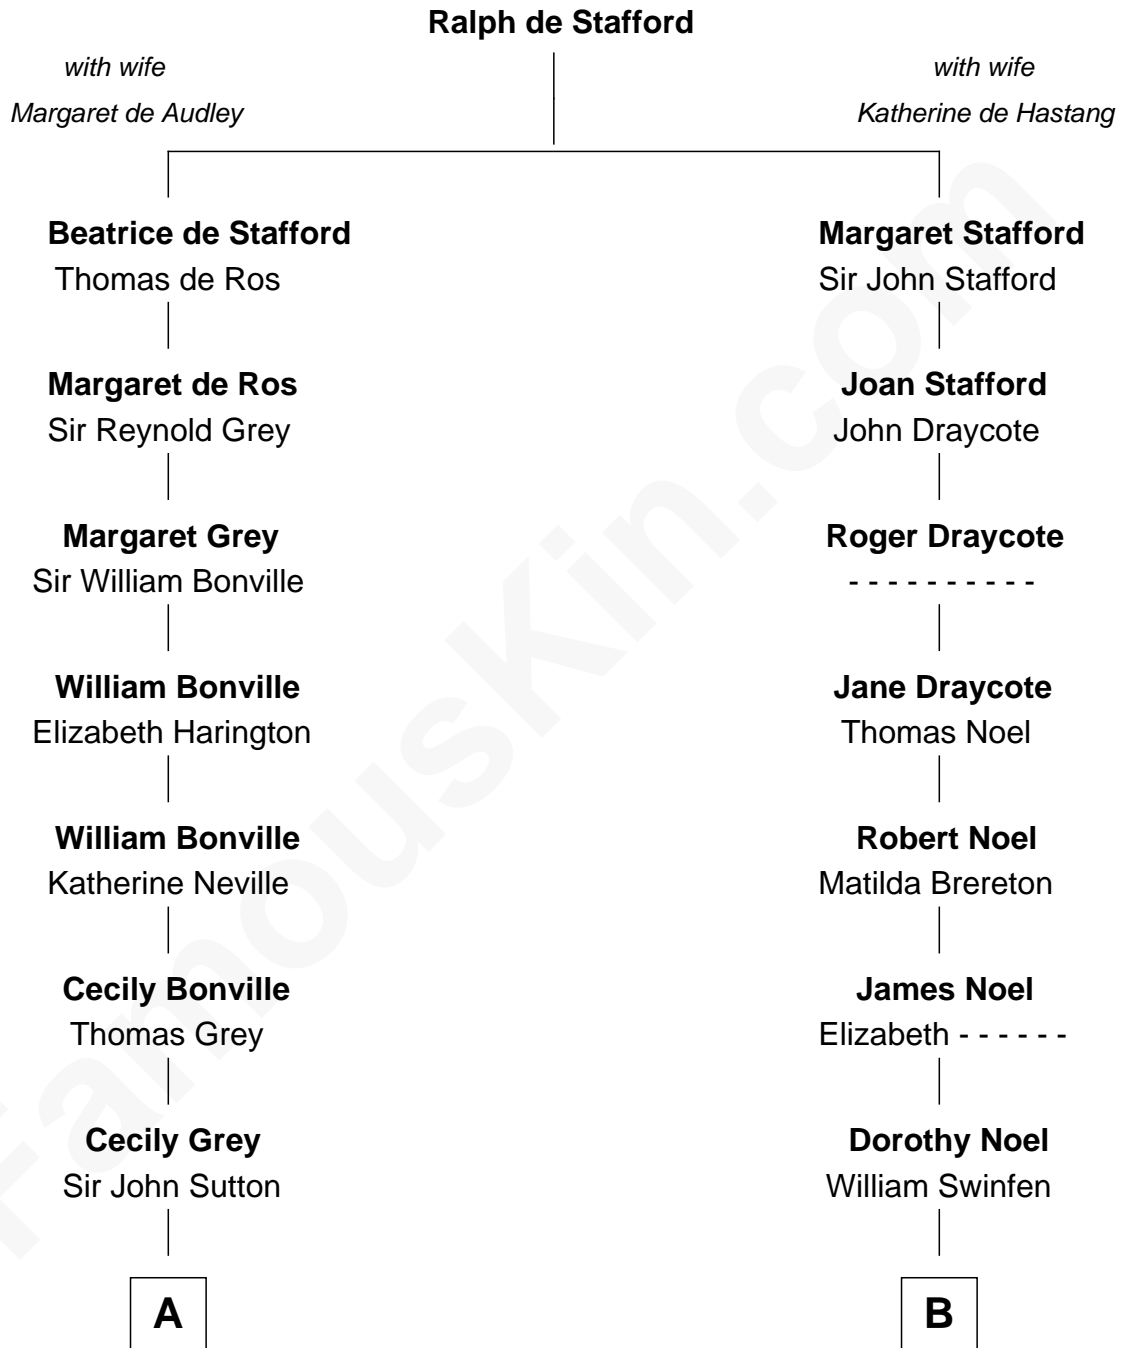 Ralph de Stafford
with wife
Margaret de Audley
with wife
Katherine de Hastang
Beatrice de Stafford
Thomas de Ros
Margaret Stafford
Sir John Stafford
Margaret de Ros
Sir Reynold Grey
Joan Stafford
John Draycote
Margaret Grey
Sir William Bonville
Roger Draycote
- - - - - - - - - -
William Bonville
Elizabeth Harington
Jane Draycote
Thomas Noel
William Bonville
Katherine Neville
Robert Noel
Matilda Brereton
Cecily Bonville
Thomas Grey
James Noel
Elizabeth - - - - - -
Cecily Grey
Sir John Sutton
Dorothy Noel
William Swinfen
A
B
FamousKin.com